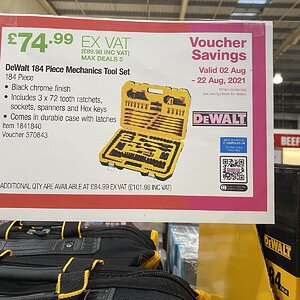 £74.99 EX VAT
(£89.98 INC VAT)
MAX DEALS 5
Voucher
Savings
Valid 02 Aug -
- 22 Aug, 2021
DeWalt 184 Piece Mechanics Tool Set
184 Piece
• Black chrome finish
• Includes 3 x 72 tooth ratchets,
sockets, spanners and Hex keys
• Comes in durable case with latches
Item 1841840
Voucher 370843
DEWALT
ADDITIONAL QTY ARE AVAILABLE AT £84.99 EX VAT (£101.98 INC VAT)
BEEF
DEWALT